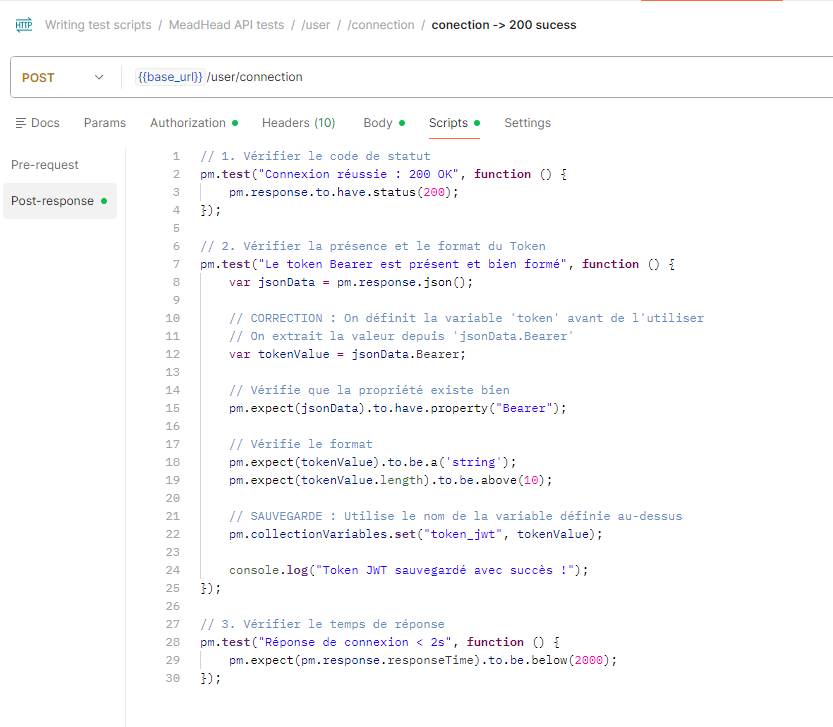 HTTP Writing test scripts / MeadHead API tests / /user / /connection / conection -> 200 sucess
POST {{base_url}} /user/connection
Docs Params Authorization Headers (10) Body Scripts Settings
Pre-request
Post-response
1 // 1. Vérifier le code de statut
2 pm.test("Connexion réussie : 200 OK", function () {
3 pm.response.to.have.status(200);
4 });
5
6 // 2. Vérifier la présence et le format du Token
7 pm.test("Le token Bearer est présent et bien formé", function () {
8 var jsonData = pm.response.json();
9
10 // CORRECTION : On définit la variable 'token' avant de l'utiliser
11 // On extrait la valeur depuis 'jsonData.Bearer'
12 var tokenValue = jsonData.Bearer;
13
14 // Vérifie que la propriété existe bien
15 pm.expect(jsonData).to.have.property("Bearer");
16
17 // Vérifie le format
18 pm.expect(tokenValue).to.be.a('string');
19 pm.expect(tokenValue.length).to.be.above(10);
20
21 // SAUVEGARDE : Utilise le nom de la variable définie au-dessus
22 pm.collectionVariables.set("token_jwt", tokenValue);
23
24 console.log("Token JWT sauvegardé avec succès !");
25 });
26
27 // 3. Vérifier le temps de réponse
28 pm.test("Réponse de connexion < 2s", function () {
29 pm.expect(pm.response.responseTime).to.be.below(2000);
30 });